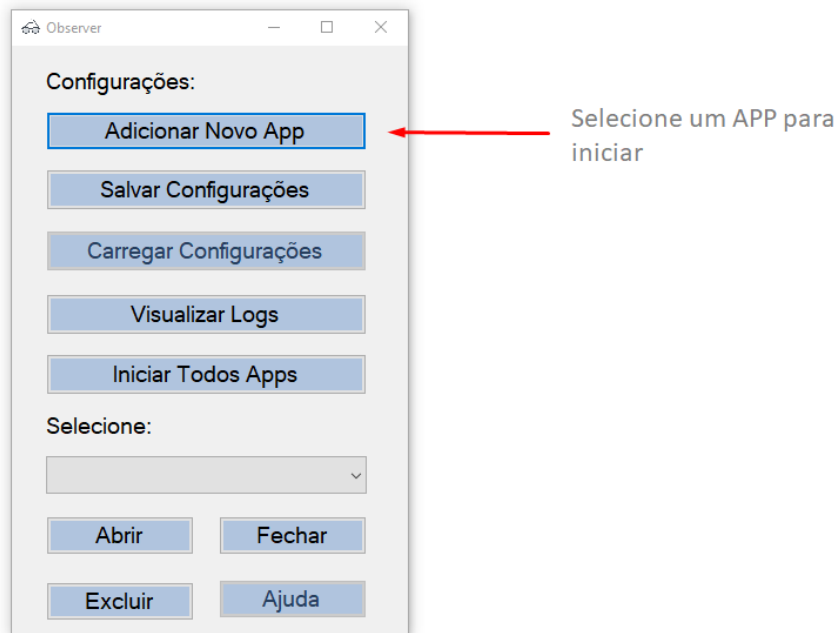 Observer
Configurações:
Adicionar Novo App
Selecione um APP para
iniciar
Salvar Configurações
Carregar Configurações
Visualizar Logs
Iniciar Todos Apps
Selecione:
Abrir
Fechar
Excluir
Ajuda